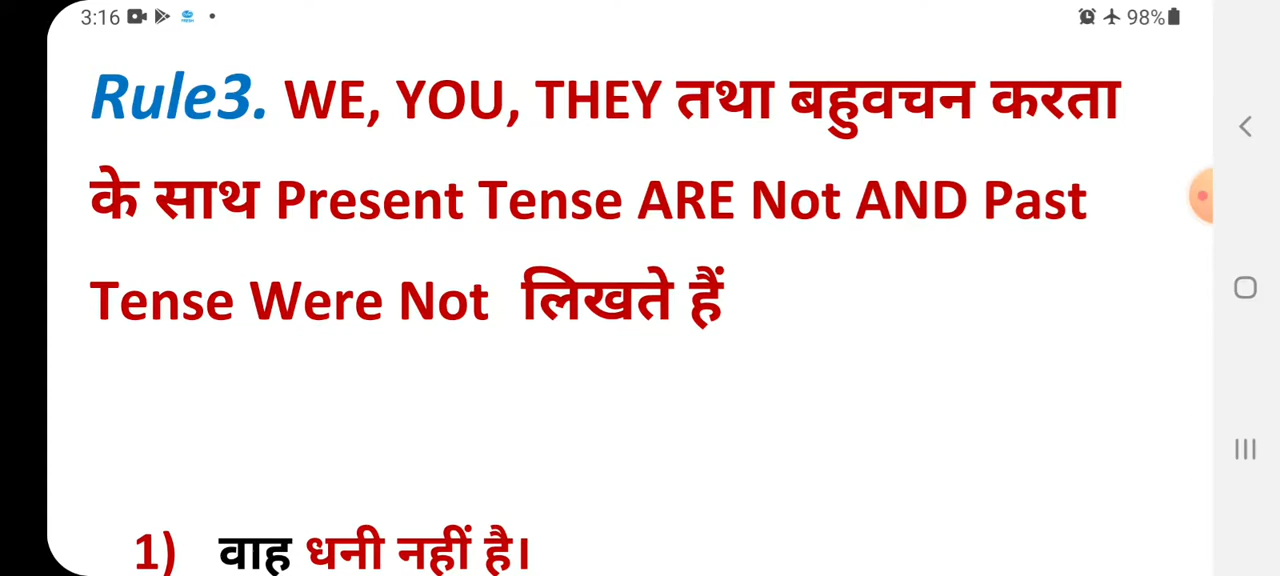 3:16 98%
Rule3. WE, YOU, THEY तथा बहुवचन करता
के साथ Present Tense ARE Not AND Past
Tense Were Not लिखते हैं
1) वाह धनी नहीं है।